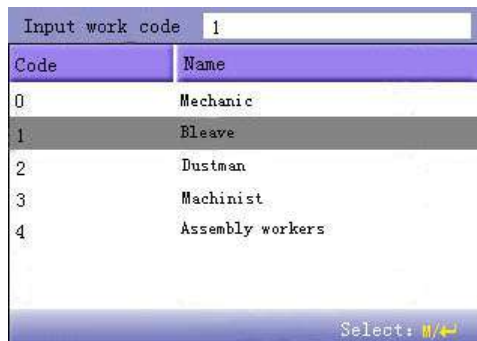 Input work code 1
Code Name
0 Mechanic
1 Bleave
2 Dustman
3 Machinist
4 Assembly workers
Select: M/↵